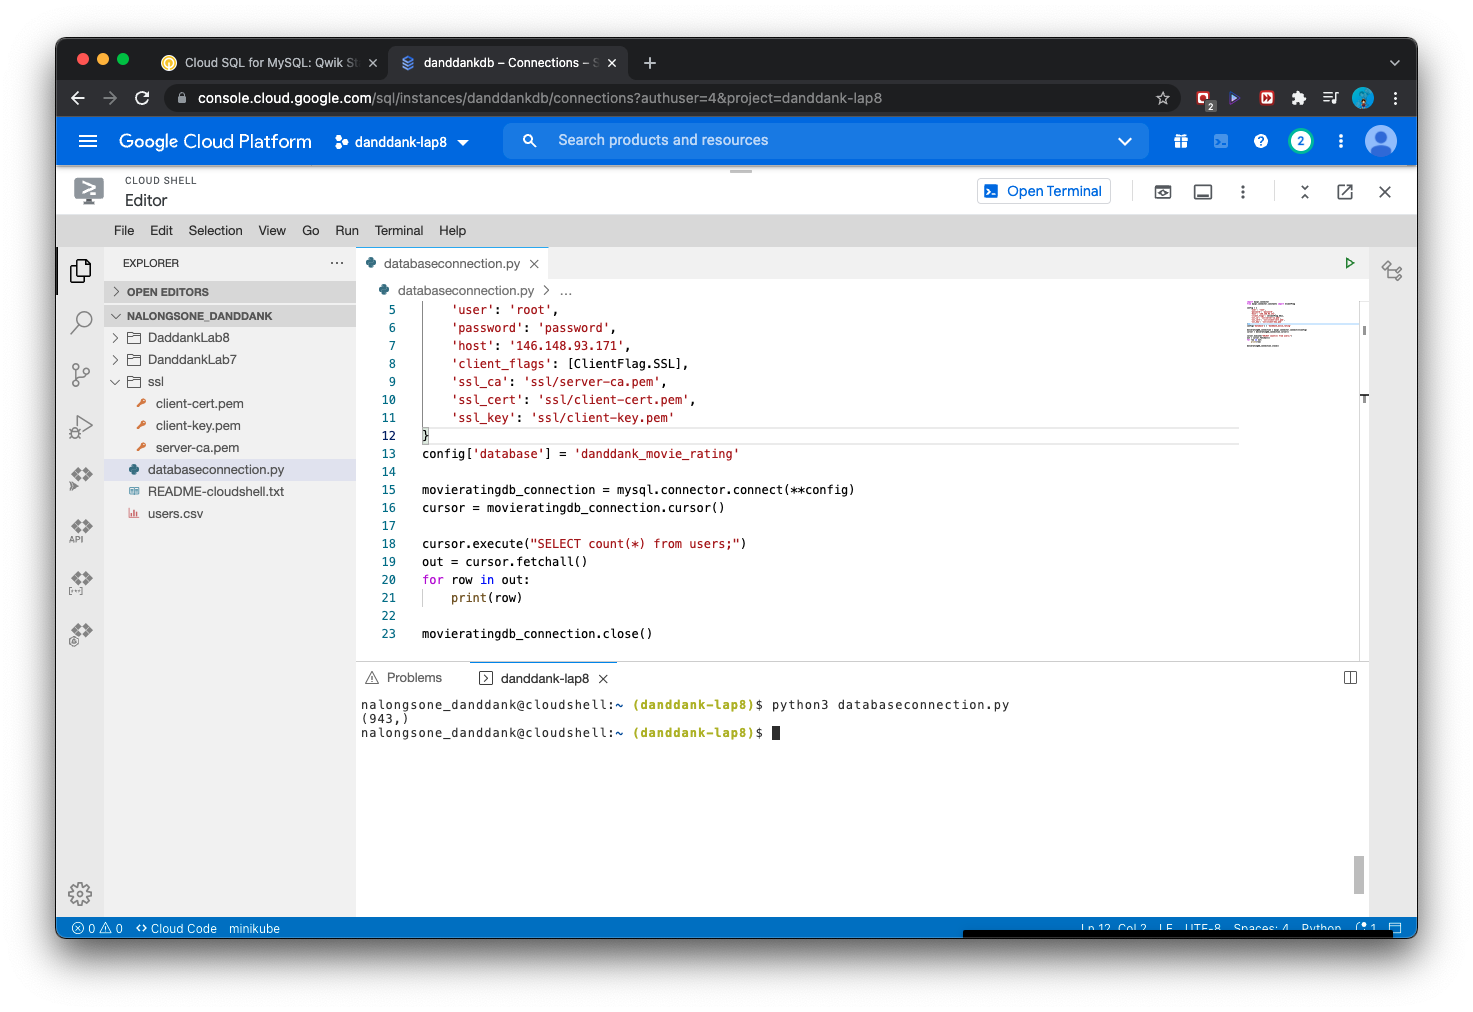 Cloud SQL for MySQL: Qwik St
danddankdb – Connections – S
console.cloud.google.com/sql/instances/danddankdb/connections?authuser=4&project=danddank-lap8
2
Google Cloud Platform
danddank-lap8
Search products and resources
2
CLOUD SHELL
Editor
Open Terminal
File Edit Selection View Go Run Terminal Help
EXPLORER
OPEN EDITORS
NALONGSONE_DANDDANK
DaddankLab8
DanddankLab7
ssl
client-cert.pem
client-key.pem
server-ca.pem
databaseconnection.py
README-cloudshell.txt
users.csv
API
databaseconnection.py
databaseconnection.py > ...
5 'user': 'root',
6 'password': 'password',
7 'host': '146.148.93.171',
8 'client_flags': [ClientFlag.SSL],
9 'ssl_ca': 'ssl/server-ca.pem',
10 'ssl_cert': 'ssl/client-cert.pem',
11 'ssl_key': 'ssl/client-key.pem'
12 }
13 config['database'] = 'danddank_movie_rating'
14
15 movieratingdb_connection = mysql.connector.connect(**config)
16 cursor = movieratingdb_connection.cursor()
17
18 cursor.execute("SELECT count(*) from users;")
19 out = cursor.fetchall()
20 for row in out:
21 print(row)
22
23 movieratingdb_connection.close()
Problems
danddank-lap8
nalongsone_danddank@cloudshell:~ (danddank-lap8)$ python3 databaseconnection.py
(943,)
nalongsone_danddank@cloudshell:~ (danddank-lap8)$
0 0 Cloud Code minikube
Ln 12, Col 2 LF UTF-8 Spaces: 4 Python 1